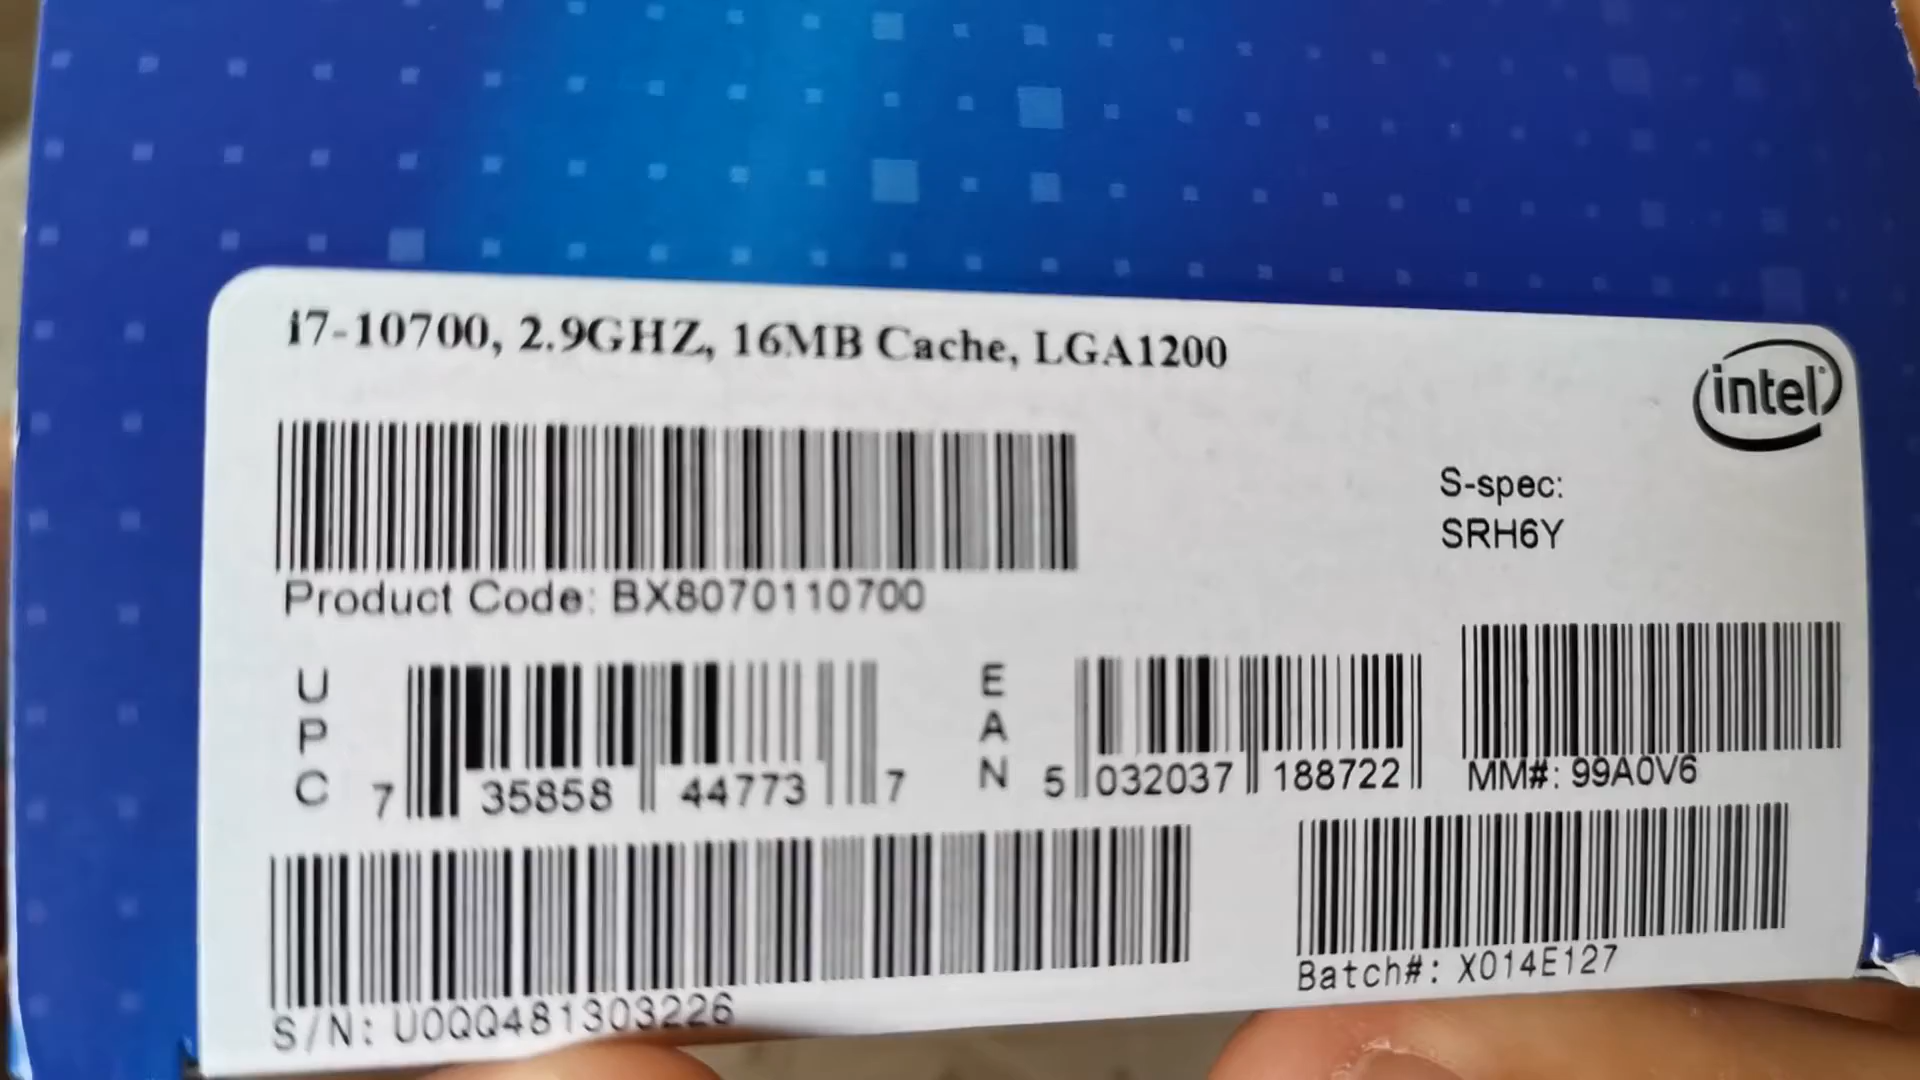 i7-10700, 2.9GHZ, 16MB Cache, LGA1200
intel
S-spec:
SRH6Y
Product Code: BX8070110700
UPC
7 35858 44773 7
EAN
5 032037 188722
MM#: 99A0V6
S/N: U0QQ481303226
Batch#: X014E127